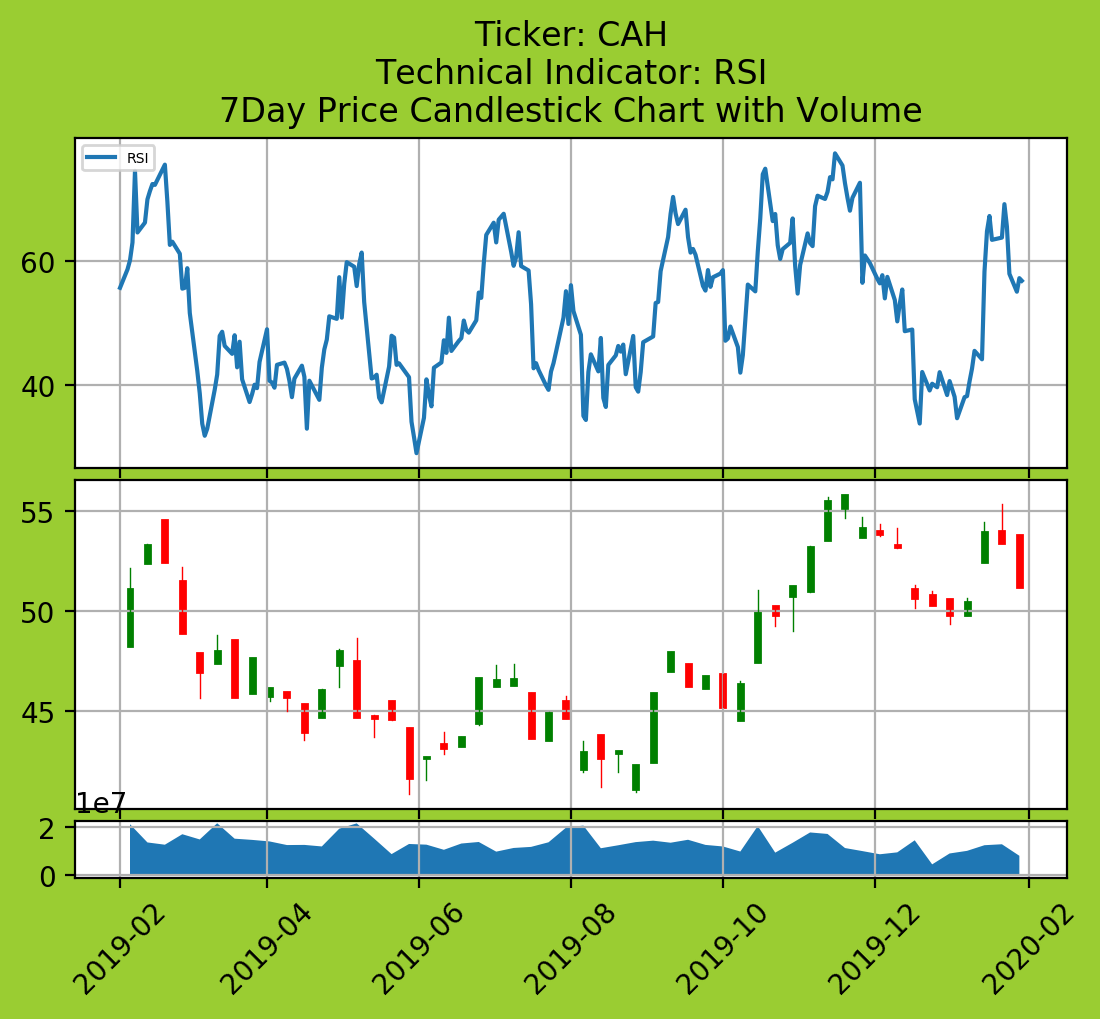 Ticker: CAH
Technical Indicator: RSI
7Day Price Candlestick Chart with Volume
RSI
60
40
55
50
45
1e7
2
0
2019-02
2019-04
2019-06
2019-08
2019-10
2019-12
2020-02